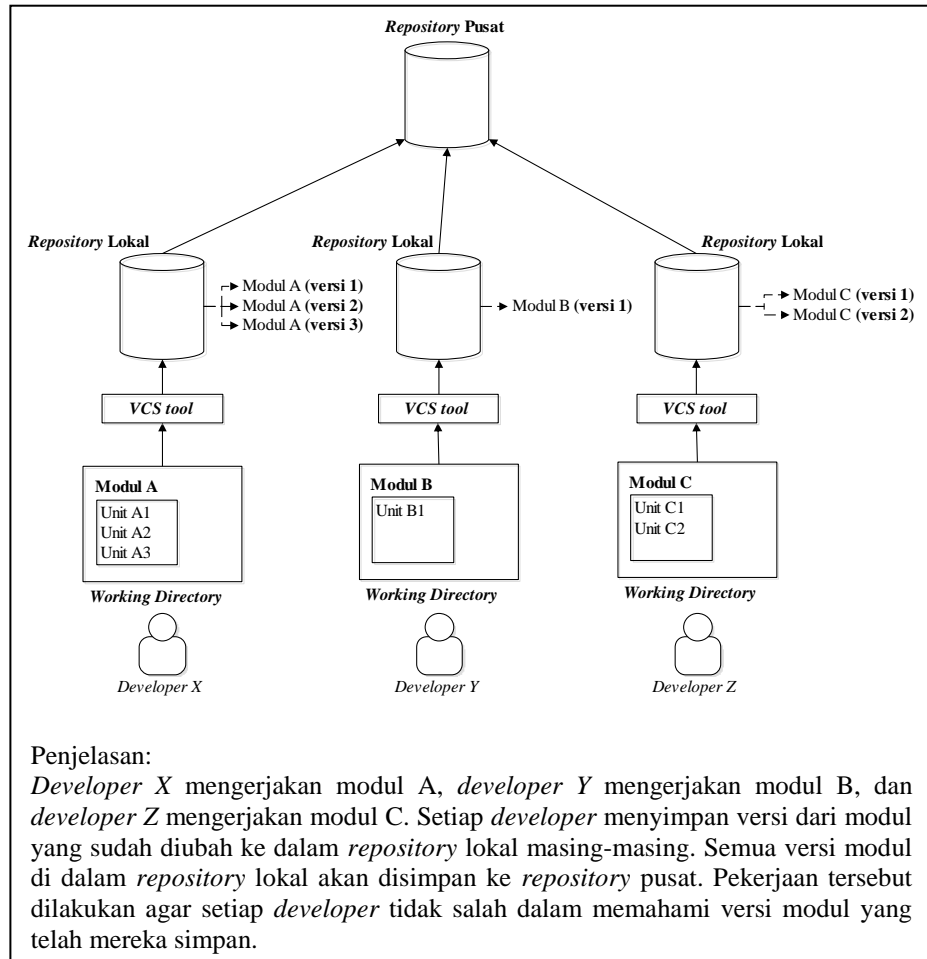 Repository Pusat
Repository Lokal
Repository Lokal
Repository Lokal
Modul A (versi 1)
Modul A (versi 2)
Modul A (versi 3)
Modul B (versi 1)
Modul C (versi 1)
Modul C (versi 2)
VCS tool
VCS tool
VCS tool
Modul A
Unit A1
Unit A2
Unit A3
Modul B
Unit B1
Modul C
Unit C1
Unit C2
Working Directory
Working Directory
Working Directory
Developer X
Developer Y
Developer Z
Penjelasan:
Developer X mengerjakan modul A, developer Y mengerjakan modul B, dan
developer Z mengerjakan modul C. Setiap developer menyimpan versi dari modul
yang sudah diubah ke dalam repository lokal masing-masing. Semua versi modul
di dalam repository lokal akan disimpan ke repository pusat. Pekerjaan tersebut
dilakukan agar setiap developer tidak salah dalam memahami versi modul yang
telah mereka simpan.